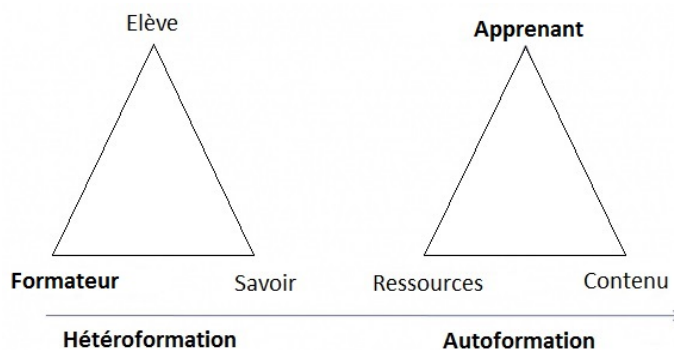 Elève
Apprenant
Formateur
Savoir
Ressources
Contenu
Hétéroformation
Autoformation